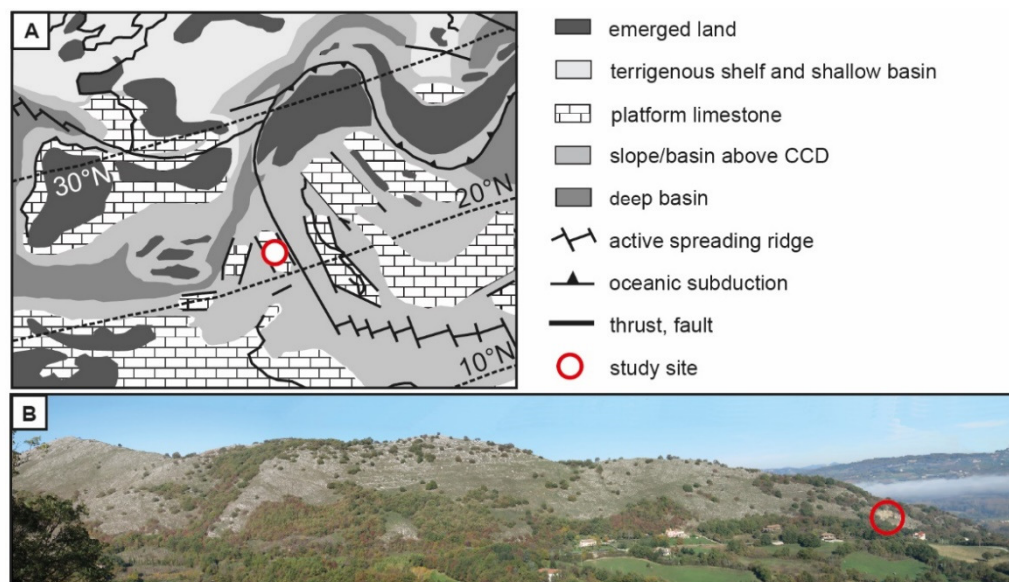 A
30°N
20°N
10°N
emerged land
terrigenous shelf and shallow basin
platform limestone
slope/basin above CCD
deep basin
active spreading ridge
oceanic subduction
thrust, fault
study site
B